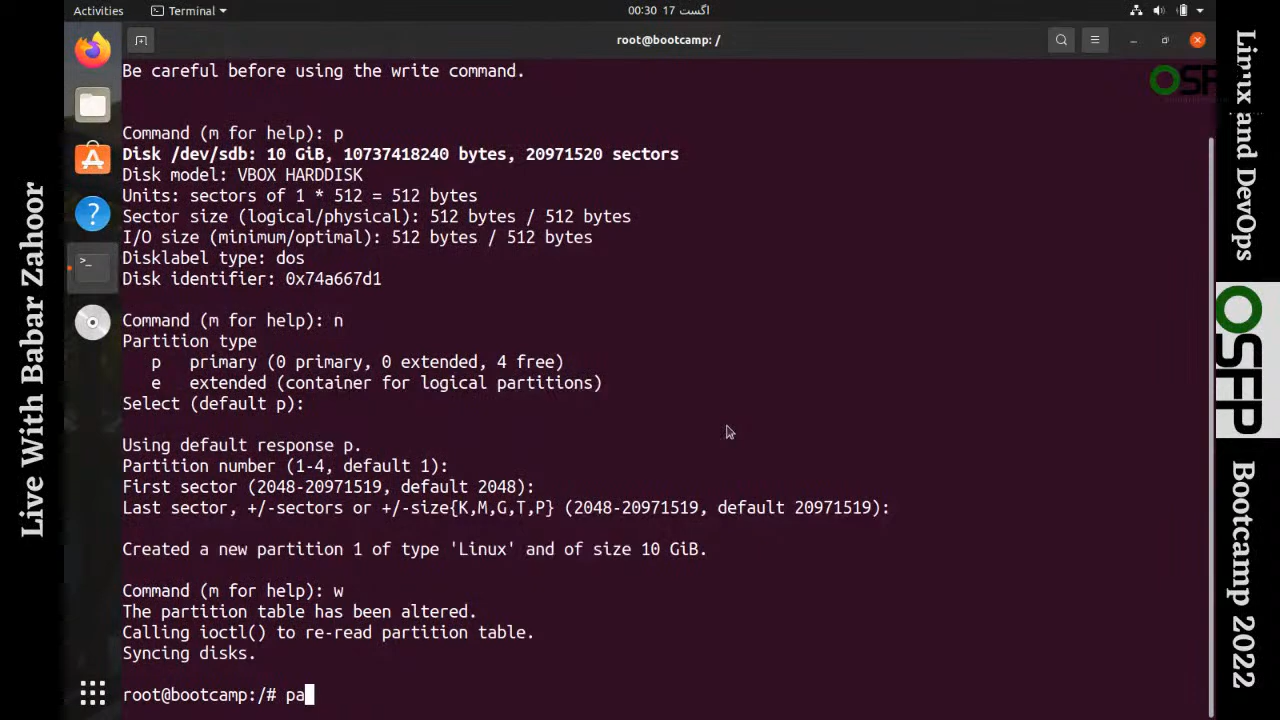 Activities
Terminal
00:30 17 اگست
root@bootcamp: /
Be careful before using the write command.
Command (m for help): p
Disk /dev/sdb: 10 GiB, 10737418240 bytes, 20971520 sectors
Disk model: VBOX HARDDISK
Units: sectors of 1 * 512 = 512 bytes
Sector size (logical/physical): 512 bytes / 512 bytes
I/O size (minimum/optimal): 512 bytes / 512 bytes
Disklabel type: dos
Disk identifier: 0x74a667d1
Command (m for help): n
Partition type
p primary (0 primary, 0 extended, 4 free)
e extended (container for logical partitions)
Select (default p):
Using default response p.
Partition number (1-4, default 1):
First sector (2048-20971519, default 2048):
Last sector, +/-sectors or +/-size{K,M,G,T,P} (2048-20971519, default 20971519):
Created a new partition 1 of type 'Linux' and of size 10 GiB.
Command (m for help): w
The partition table has been altered.
Calling ioctl() to re-read partition table.
Syncing disks.
root@bootcamp:/# pa
Live With Babar Zahoor
Linux and DevOps
OSFP
Bootcamp 2022
OSFP